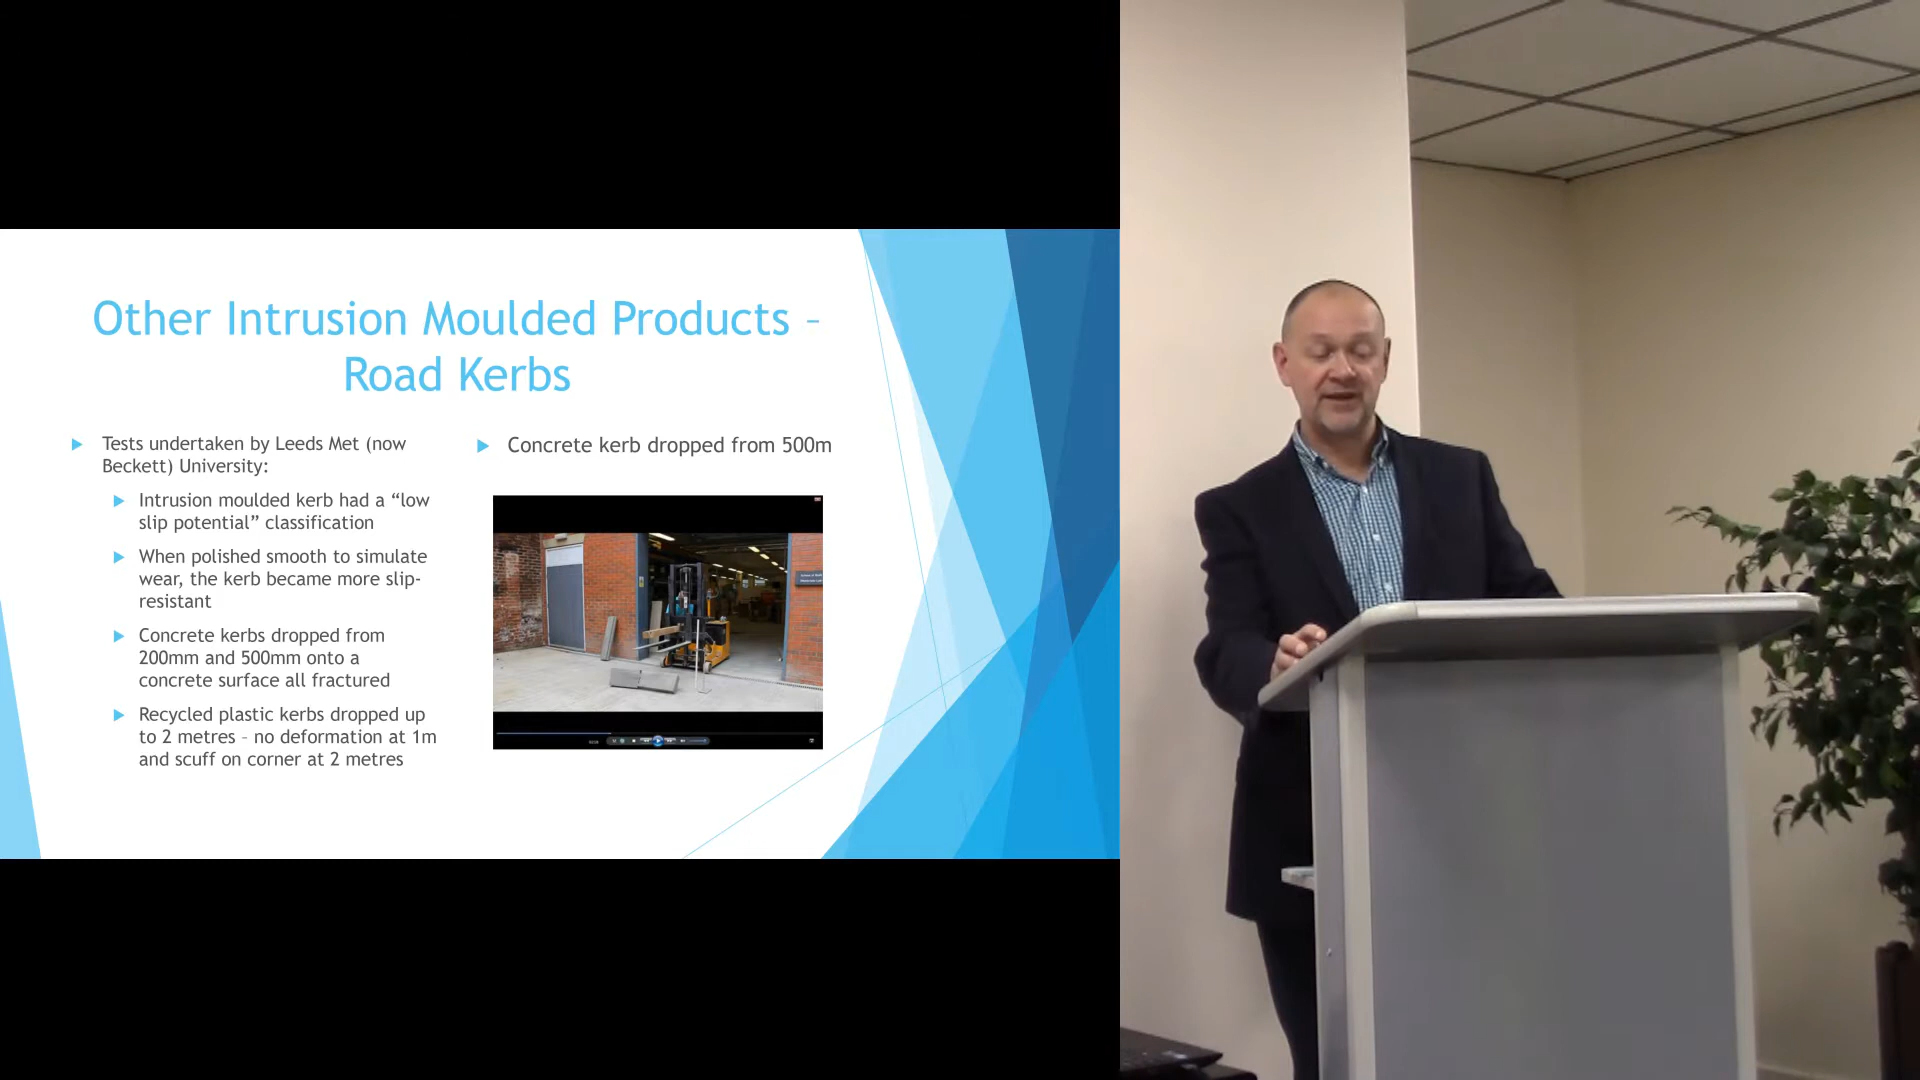 Other Intrusion Moulded Products –
Road Kerbs
Tests undertaken by Leeds Met (now
Beckett) University:
Intrusion moulded kerb had a “low
slip potential” classification
When polished smooth to simulate
wear, the kerb became more slip-
resistant
Concrete kerbs dropped from
200mm and 500mm onto a
concrete surface all fractured
Recycled plastic kerbs dropped up
to 2 metres – no deformation at 1m
and scuff on corner at 2 metres
Concrete kerb dropped from 500m